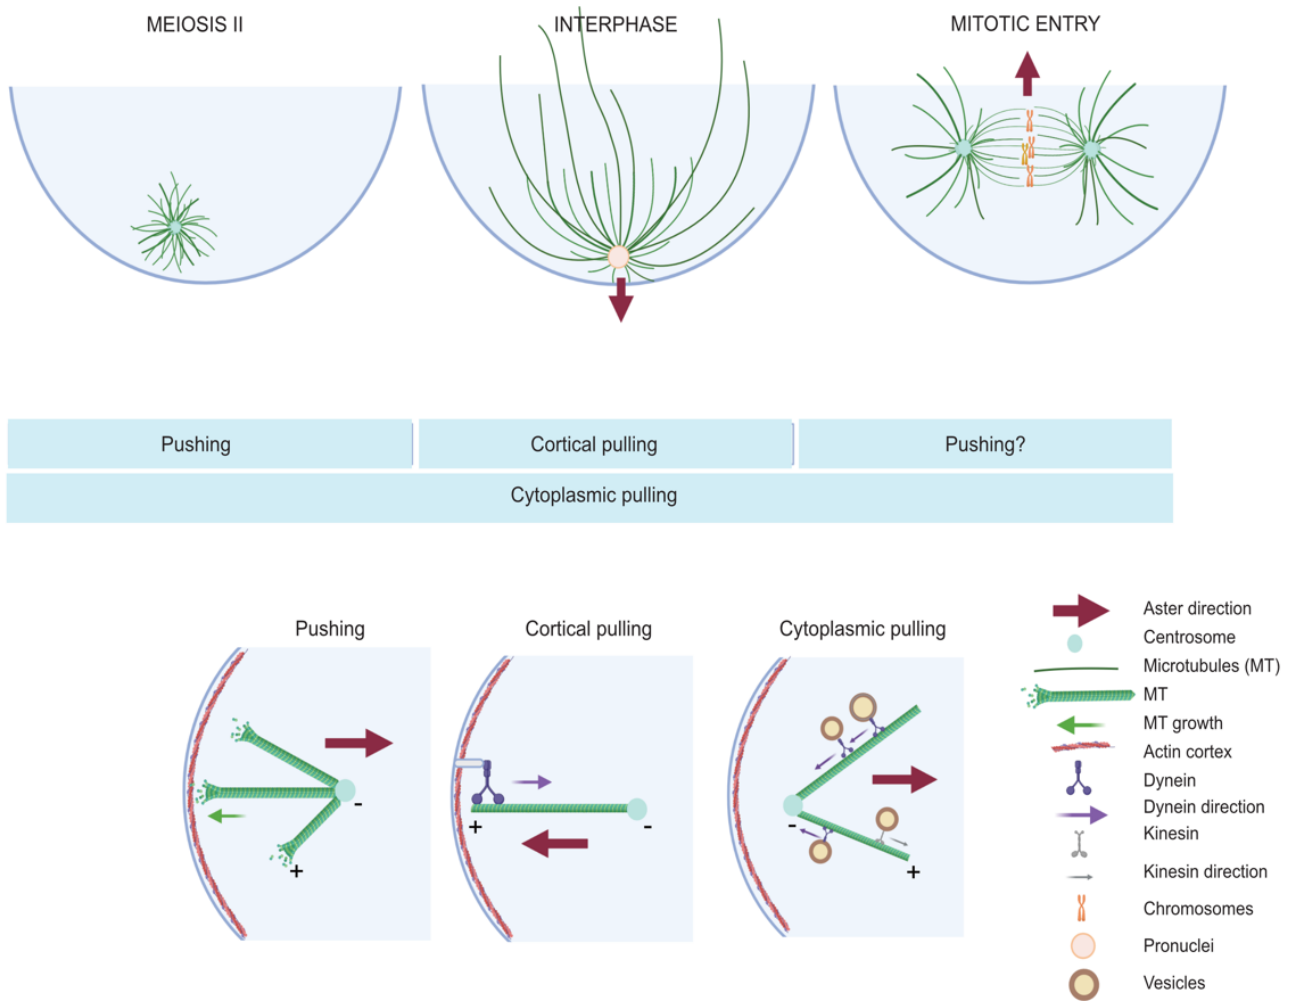 MEIOSIS II
INTERPHASE
MITOTIC ENTRY
Pushing
Cortical pulling
Pushing?
Cytoplasmic pulling
Pushing
-
+
Cortical pulling
+
-
Cytoplasmic pulling
-
+
Aster direction
Centrosome
Microtubules (MT)
MT
MT growth
Actin cortex
Dynein
Dynein direction
Kinesin
Kinesin direction
Chromosomes
Pronuclei
Vesicles